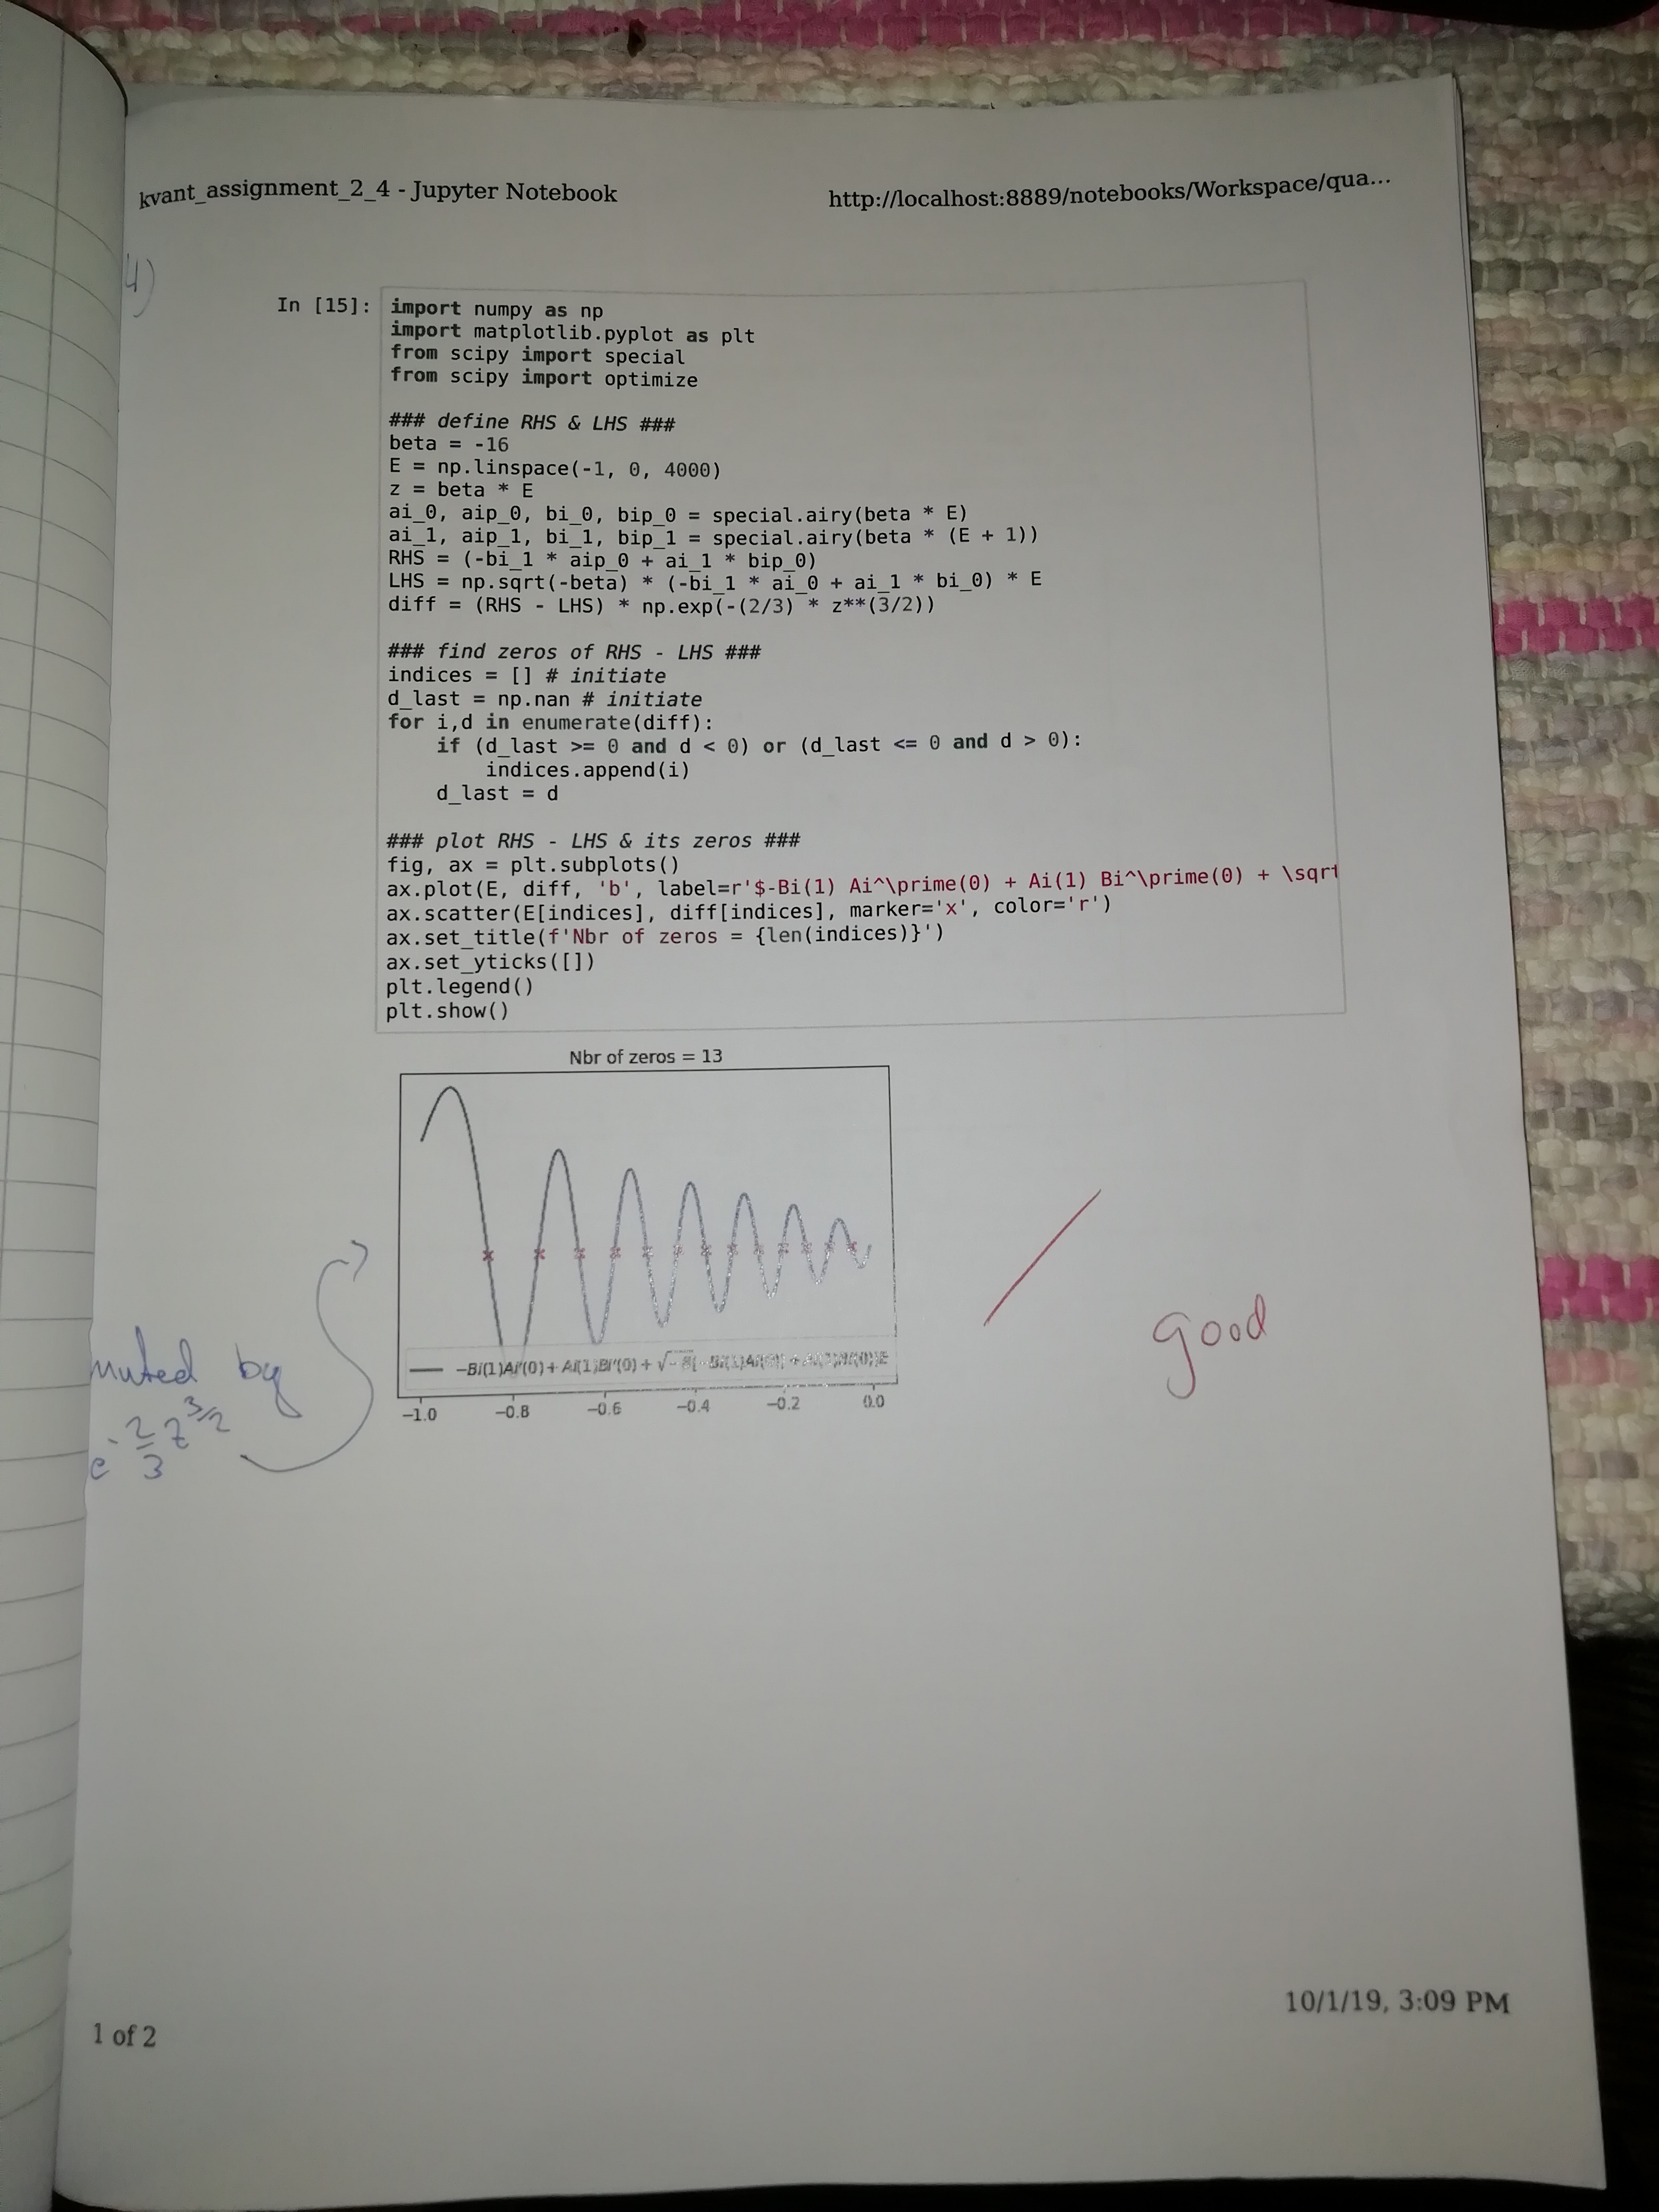 kvant_assignment_2_4 - Jupyter Notebook
http://localhost:8889/notebooks/Workspace/qua...
4)
In [15]:
import numpy as np
import matplotlib.pyplot as plt
from scipy import special
from scipy import optimize
### define RHS & LHS ###
beta = -16
E = np.linspace(-1, 0, 4000)
z = beta * E
ai_0, aip_0, bi_0, bip_0 = special.airy(beta * E)
ai_1, aip_1, bi_1, bip_1 = special.airy(beta * (E + 1))
RHS = (-bi_1 * aip_0 + ai_1 * bip_0)
LHS = np.sqrt(-beta) * (-bi_1 * ai_0 + ai_1 * bi_0) * E
diff = (RHS - LHS) * np.exp(-(2/3) * z**(3/2))
### find zeros of RHS - LHS ###
indices = [] # initiate
d_last = np.nan # initiate
for i,d in enumerate(diff):
    if (d_last >= 0 and d < 0) or (d_last <= 0 and d > 0):
        indices.append(i)
    d_last = d
### plot RHS - LHS & its zeros ###
fig, ax = plt.subplots()
ax.plot(E, diff, 'b', label=r'$-Bi(1) Ai^\prime(0) + Ai(1) Bi^\prime(0) + \sqrt
ax.scatter(E[indices], diff[indices], marker='x', color='r')
ax.set_title(f'Nbr of zeros = {len(indices)}')
ax.set_yticks([])
plt.legend()
plt.show()
Nbr of zeros = 13
−Bi(1)Ai′(0) + Ai(1)Bi′(0) +
−1.0 −0.8 −0.6 −0.4 −0.2 0.0
muted by
e^{-2/3 z^{3/2}}
good
10/1/19, 3:09 PM
1 of 2